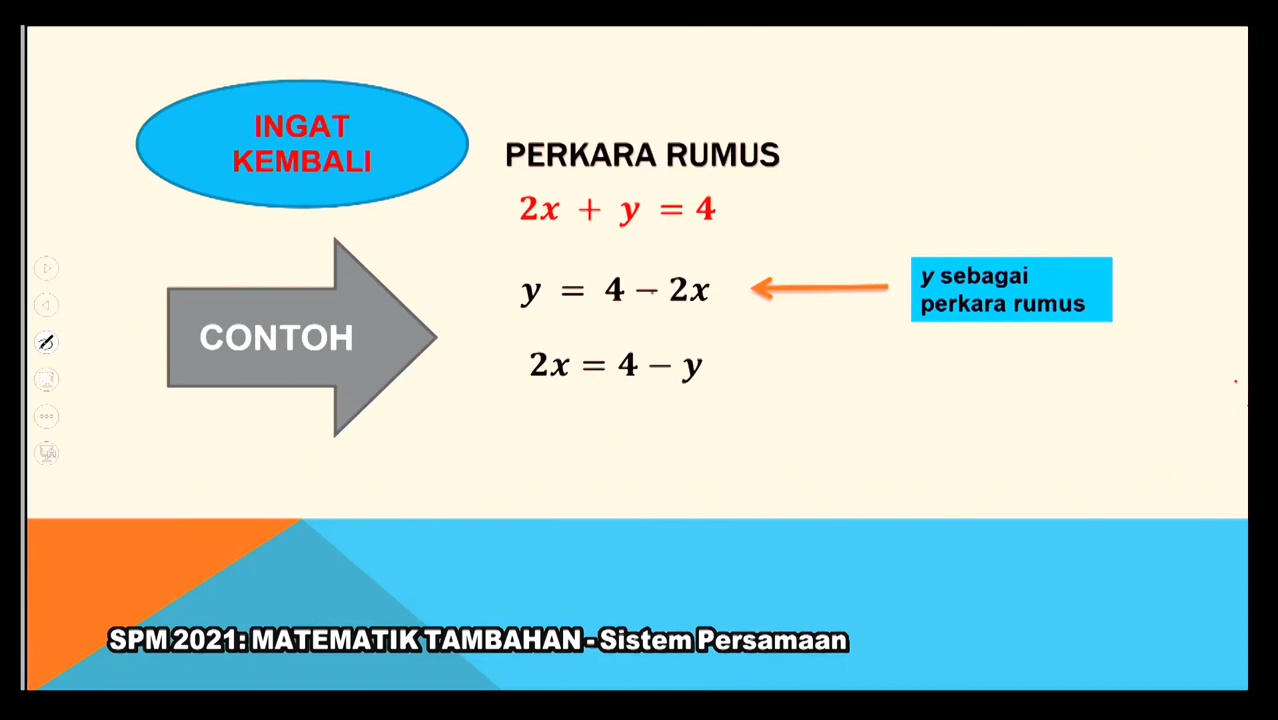 INGAT
KEMBALI
PERKARA RUMUS
2x + y = 4
y = 4 − 2x
y sebagai
perkara rumus
CONTOH
2x = 4 − y
SPM 2021: MATEMATIK TAMBAHAN - Sistem Persamaan